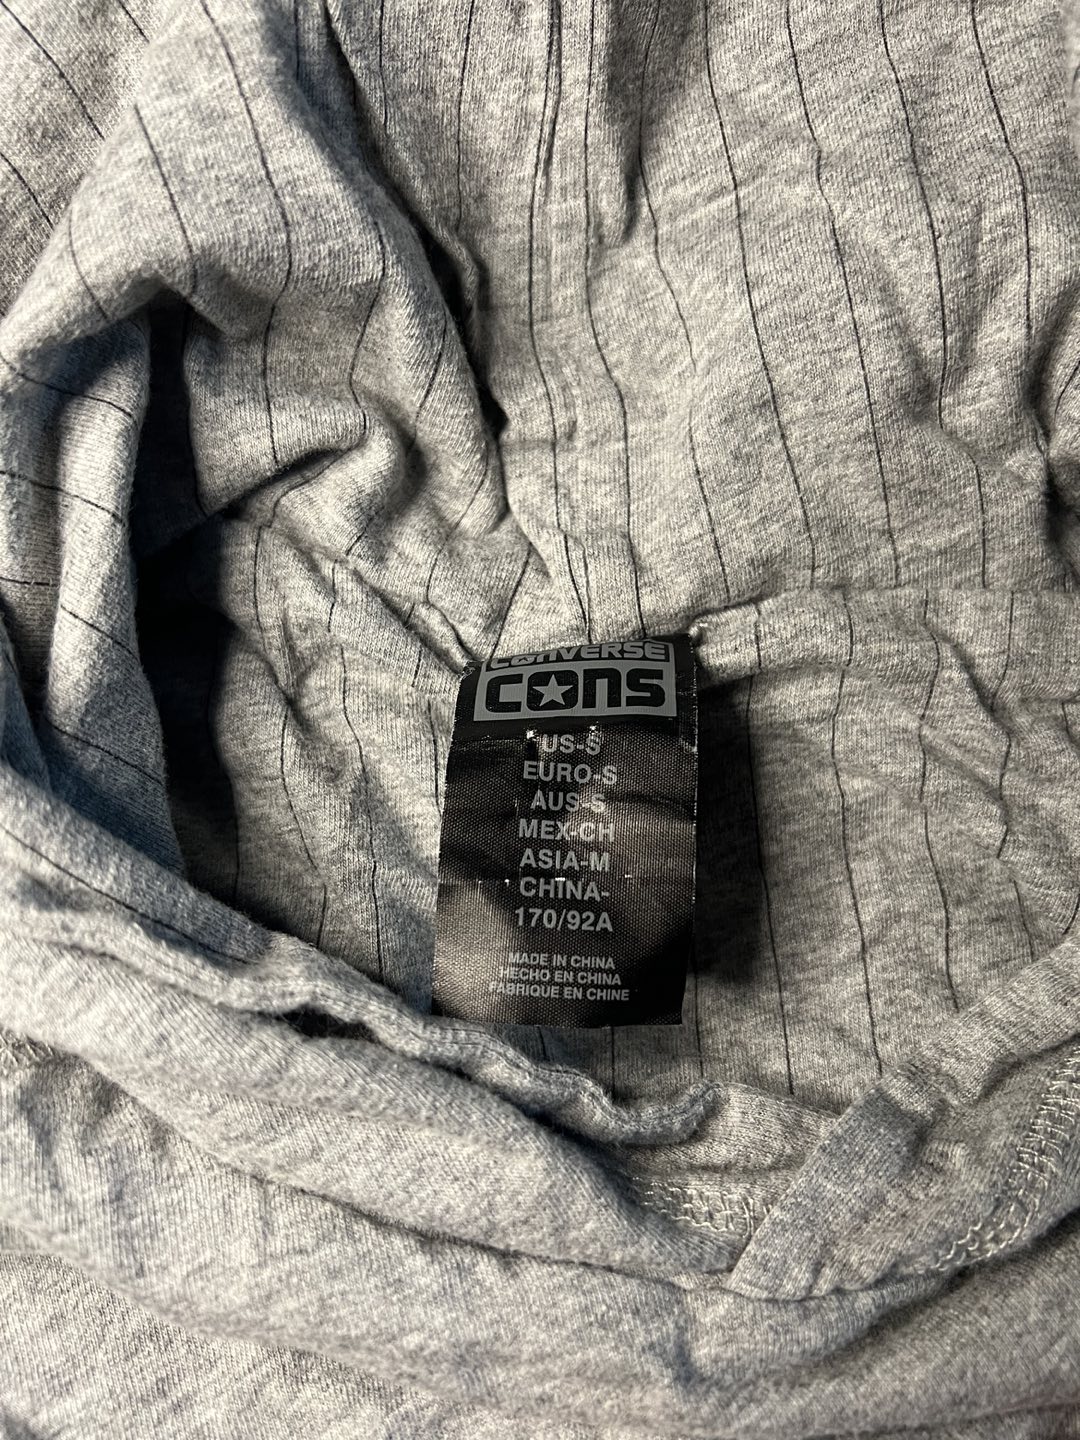 CONVERSE
CONS
US-S
EURO-S
AUS-S
MEX-CH
ASIA-M
CHINA-
170/92A
MADE IN CHINA
HECHO EN CHINA
FABRIQUE EN CHINE